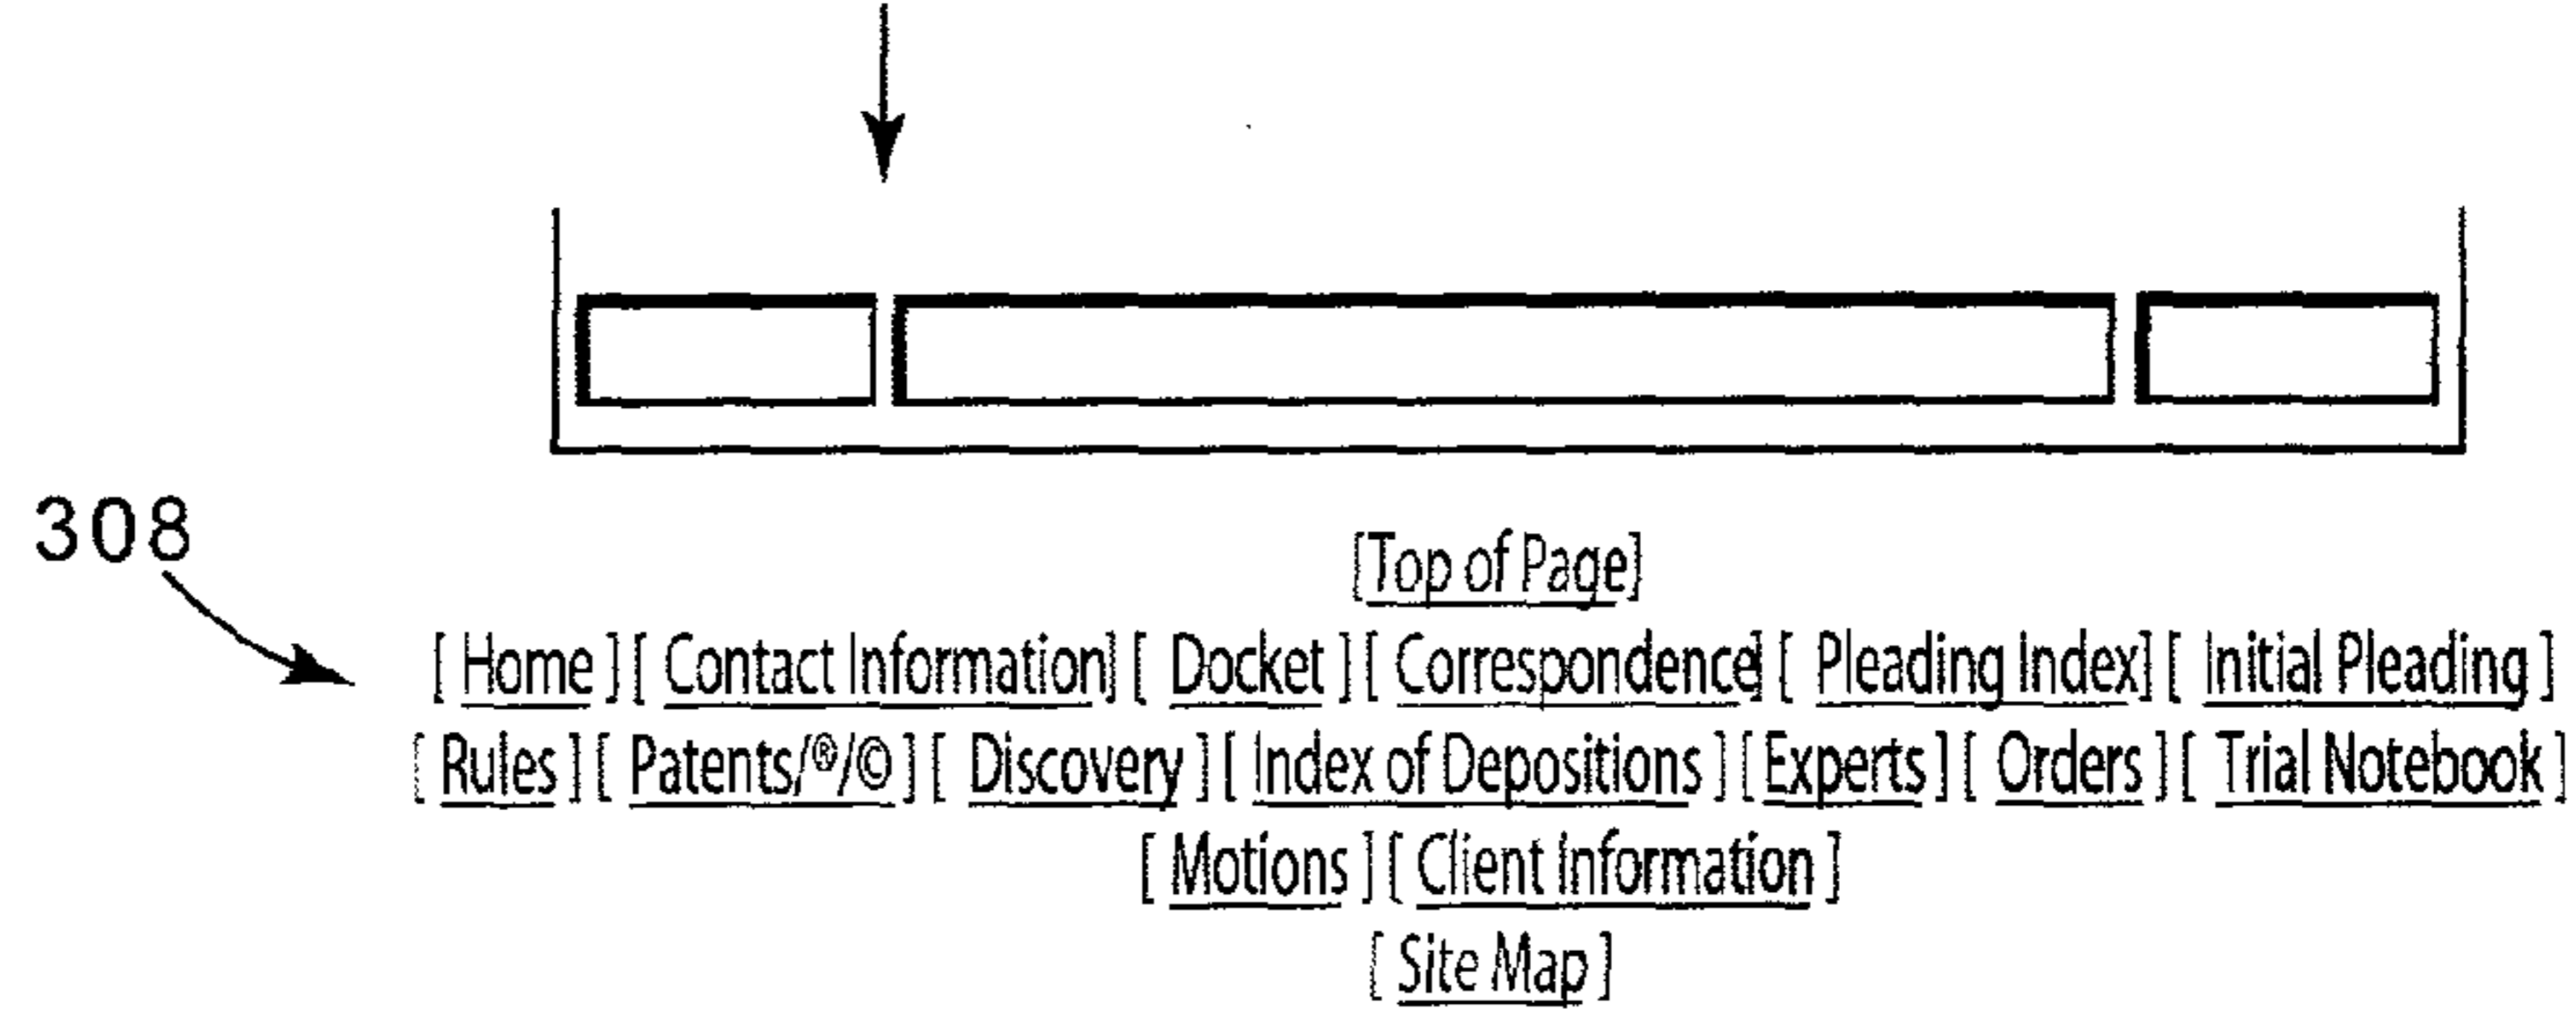 308
[Top of Page]
[ Home ] [ Contact Information] [ Docket ] [ Correspondence] [ Pleading Index] [ Initial Pleading ]
[ Rules ] [ Patents/®/© ] [ Discovery ] [ Index of Depositions ] [ Experts ] [ Orders ] [ Trial Notebook ]
[ Motions ] [ Client Information ]
[ Site Map ]